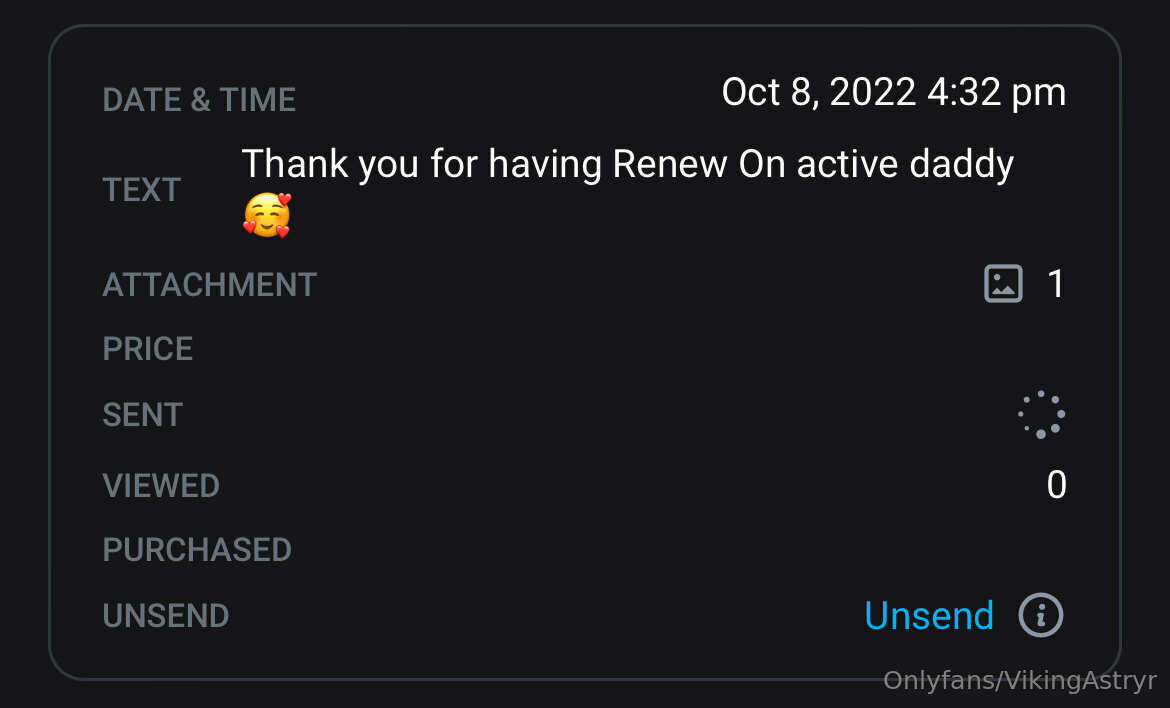 DATE & TIME Oct 8, 2022 4:32 pm
TEXT Thank you for having Renew On active daddy
🥰
ATTACHMENT 1
PRICE
SENT
VIEWED 0
PURCHASED
UNSEND Unsend
Onlyfans/VikingAstryr